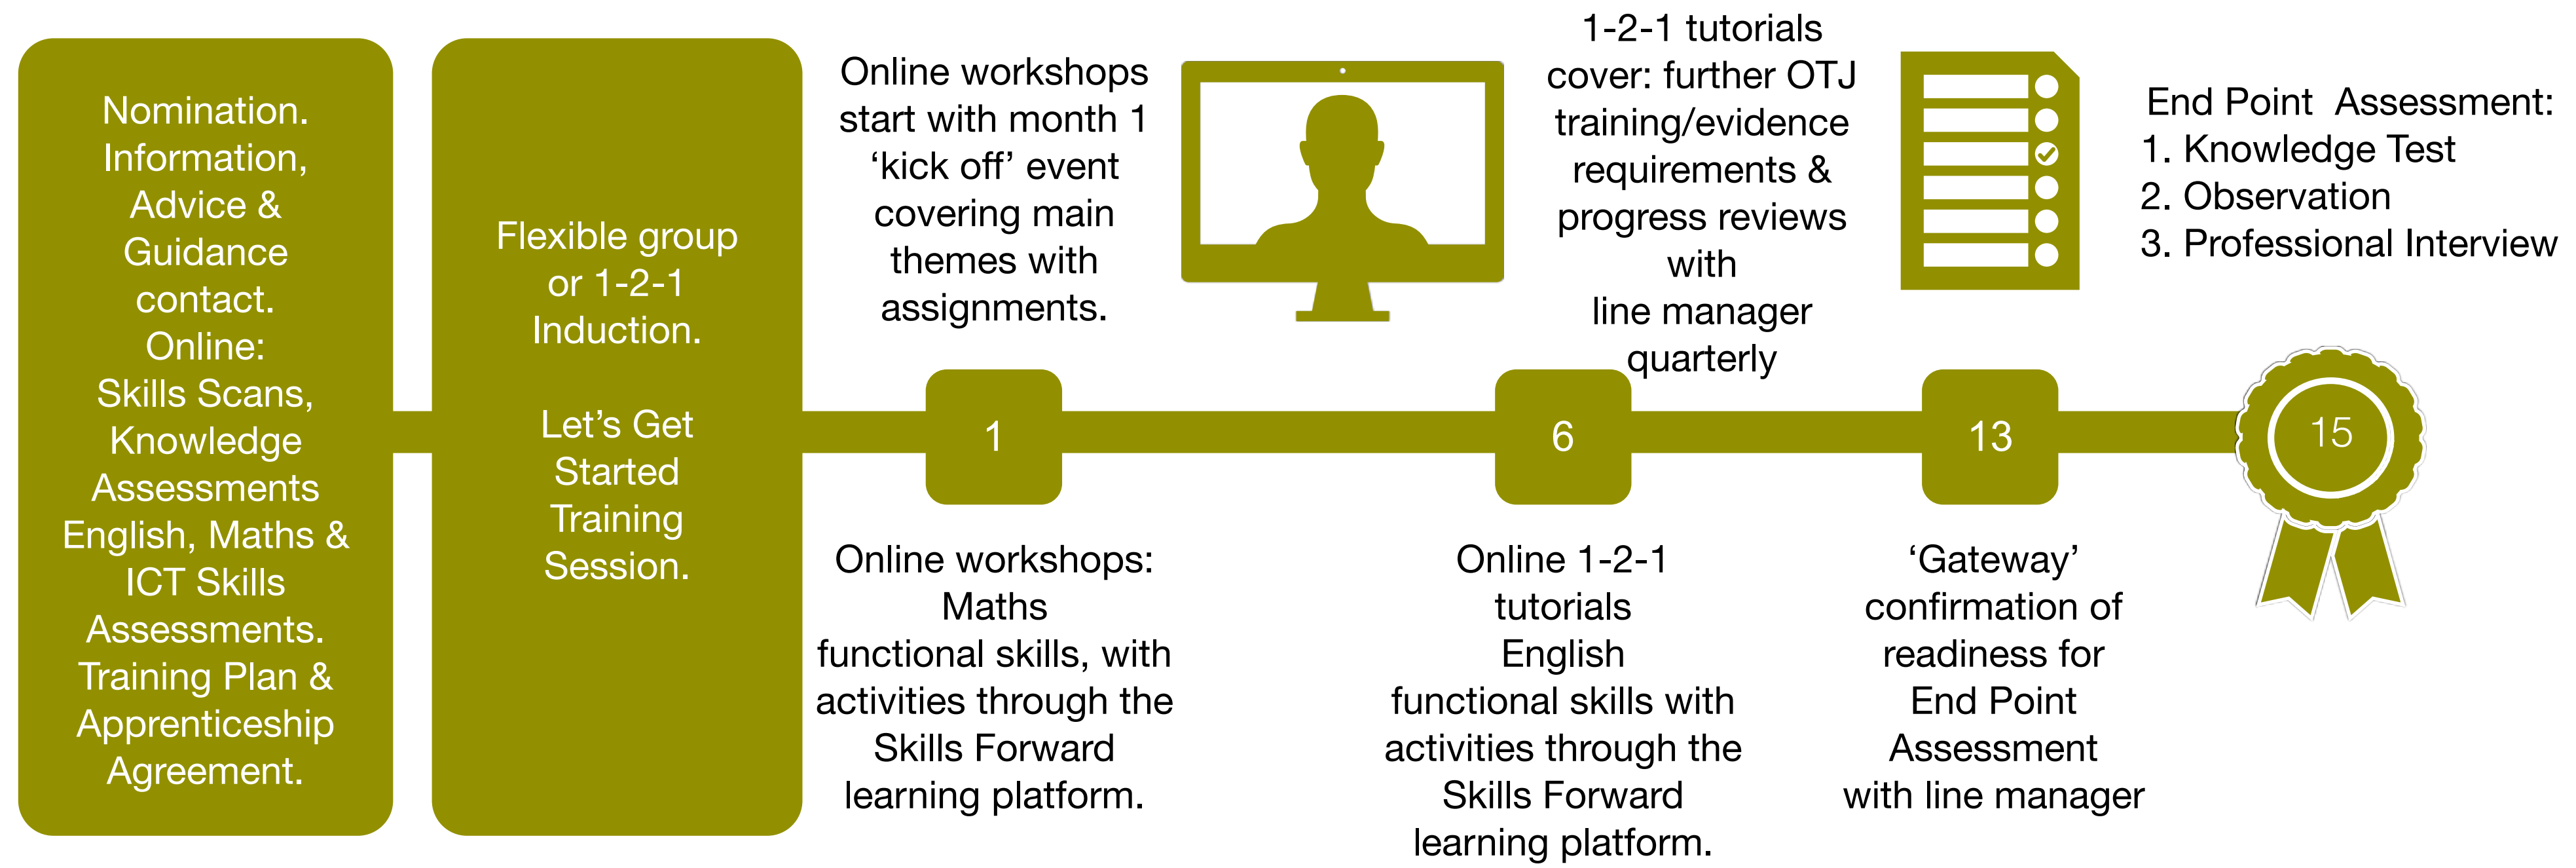 Nomination.
Information,
Advice &
Guidance
contact.
Online:
Skills Scans,
Knowledge
Assessments
English, Maths &
ICT Skills
Assessments.
Training Plan &
Apprenticeship
Agreement.
Flexible group
or 1-2-1
Induction.
Let’s Get
Started
Training
Session.
Online workshops
start with month 1
‘kick off’ event
covering main
themes with
assignments.
1
Online workshops:
Maths
functional skills, with
activities through the
Skills Forward
learning platform.
1-2-1 tutorials
cover: further OTJ
training/evidence
requirements &
progress reviews
with
line manager
quarterly
6
Online 1-2-1
tutorials
English
functional skills with
activities through the
Skills Forward
learning platform.
13
‘Gateway’
confirmation of
readiness for
End Point
Assessment
with line manager
End Point  Assessment:
1. Knowledge Test
2. Observation
3. Professional Interview
15